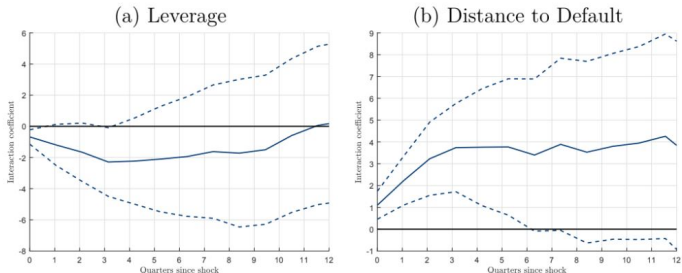 (a) Leverage
6
4
2
0
-2
-4
-6
-8
0 1 2 3 4 5 6 7 8 9 10 11 12
Interaction coefficient
Quarters since shock
(b) Distance to Default
9
8
7
6
5
4
3
2
1
0
-1
0 1 2 3 4 5 6 7 8 9 10 11 12
Interaction coefficient
Quarters since shock